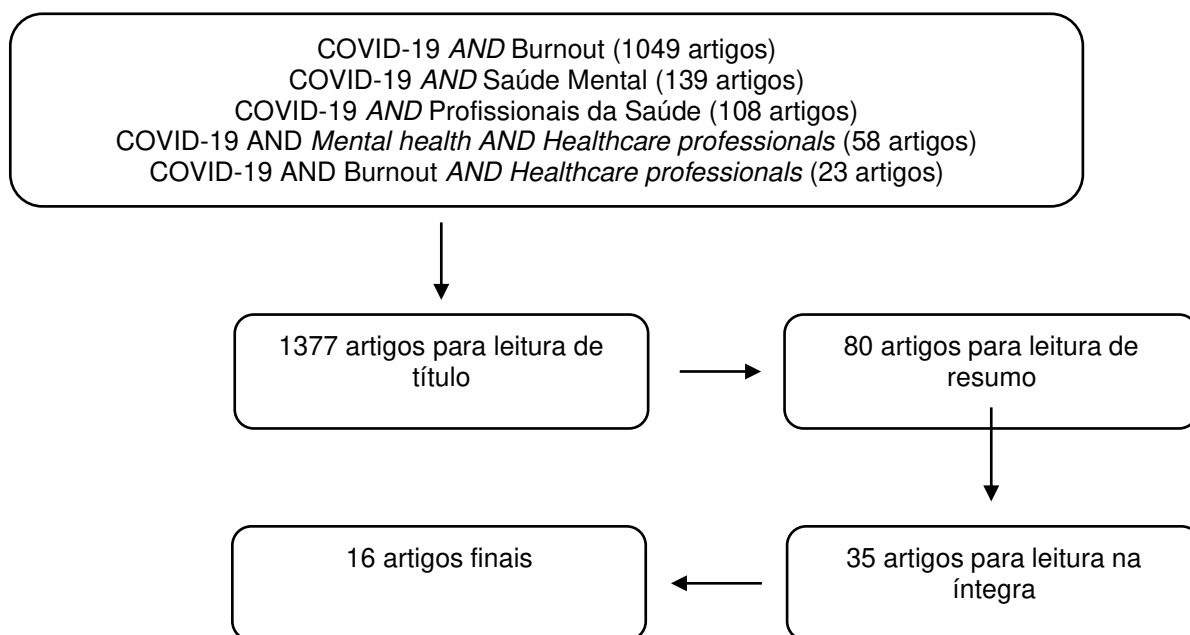 COVID-19 AND Burnout (1049 artigos)
COVID-19 AND Saúde Mental (139 artigos)
COVID-19 AND Profissionais da Saúde (108 artigos)
COVID-19 AND Mental health AND Healthcare professionals (58 artigos)
COVID-19 AND Burnout AND Healthcare professionals (23 artigos)
1377 artigos para leitura de
título
80 artigos para leitura de
resumo
35 artigos para leitura na
íntegra
16 artigos finais